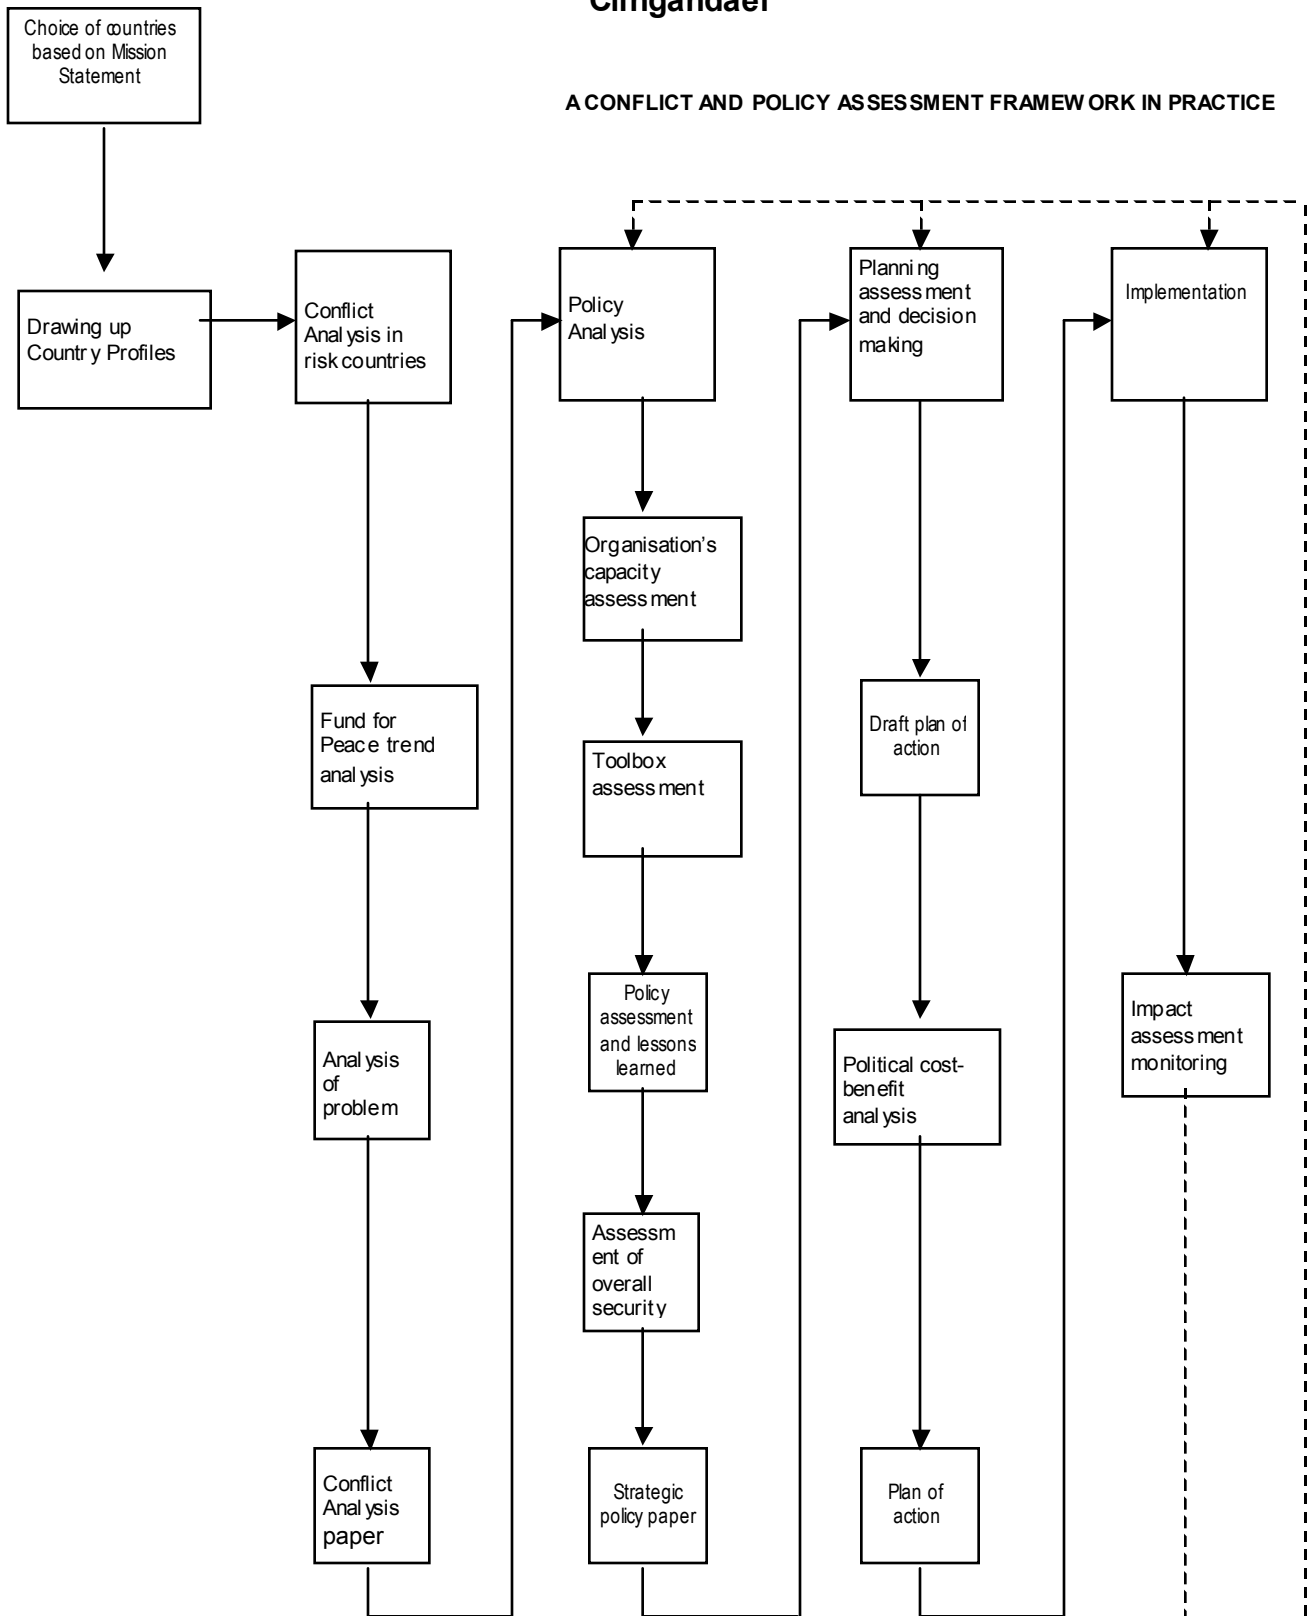 Choice of countries
based on Mission
Statement
A CONFLICT AND POLICY ASSESSMENT FRAMEWORK IN PRACTICE
Drawing up
Country Profiles
Conflict
Analysis in
risk countries
Fund for
Peace trend
analysis
Analysis
of
problem
Conflict
Analysis
paper
Policy
Analysis
Organisation's
capacity
assessment
Toolbox
assessment
Policy
assessment
and lessons
learned
Assessm
ent of
overall
security
Strategic
policy paper
Planning
assessment
and decision
making
Draft plan of
action
Political cost-
benefit
analysis
Plan of
action
Implementation
Impact
assessment
monitoring